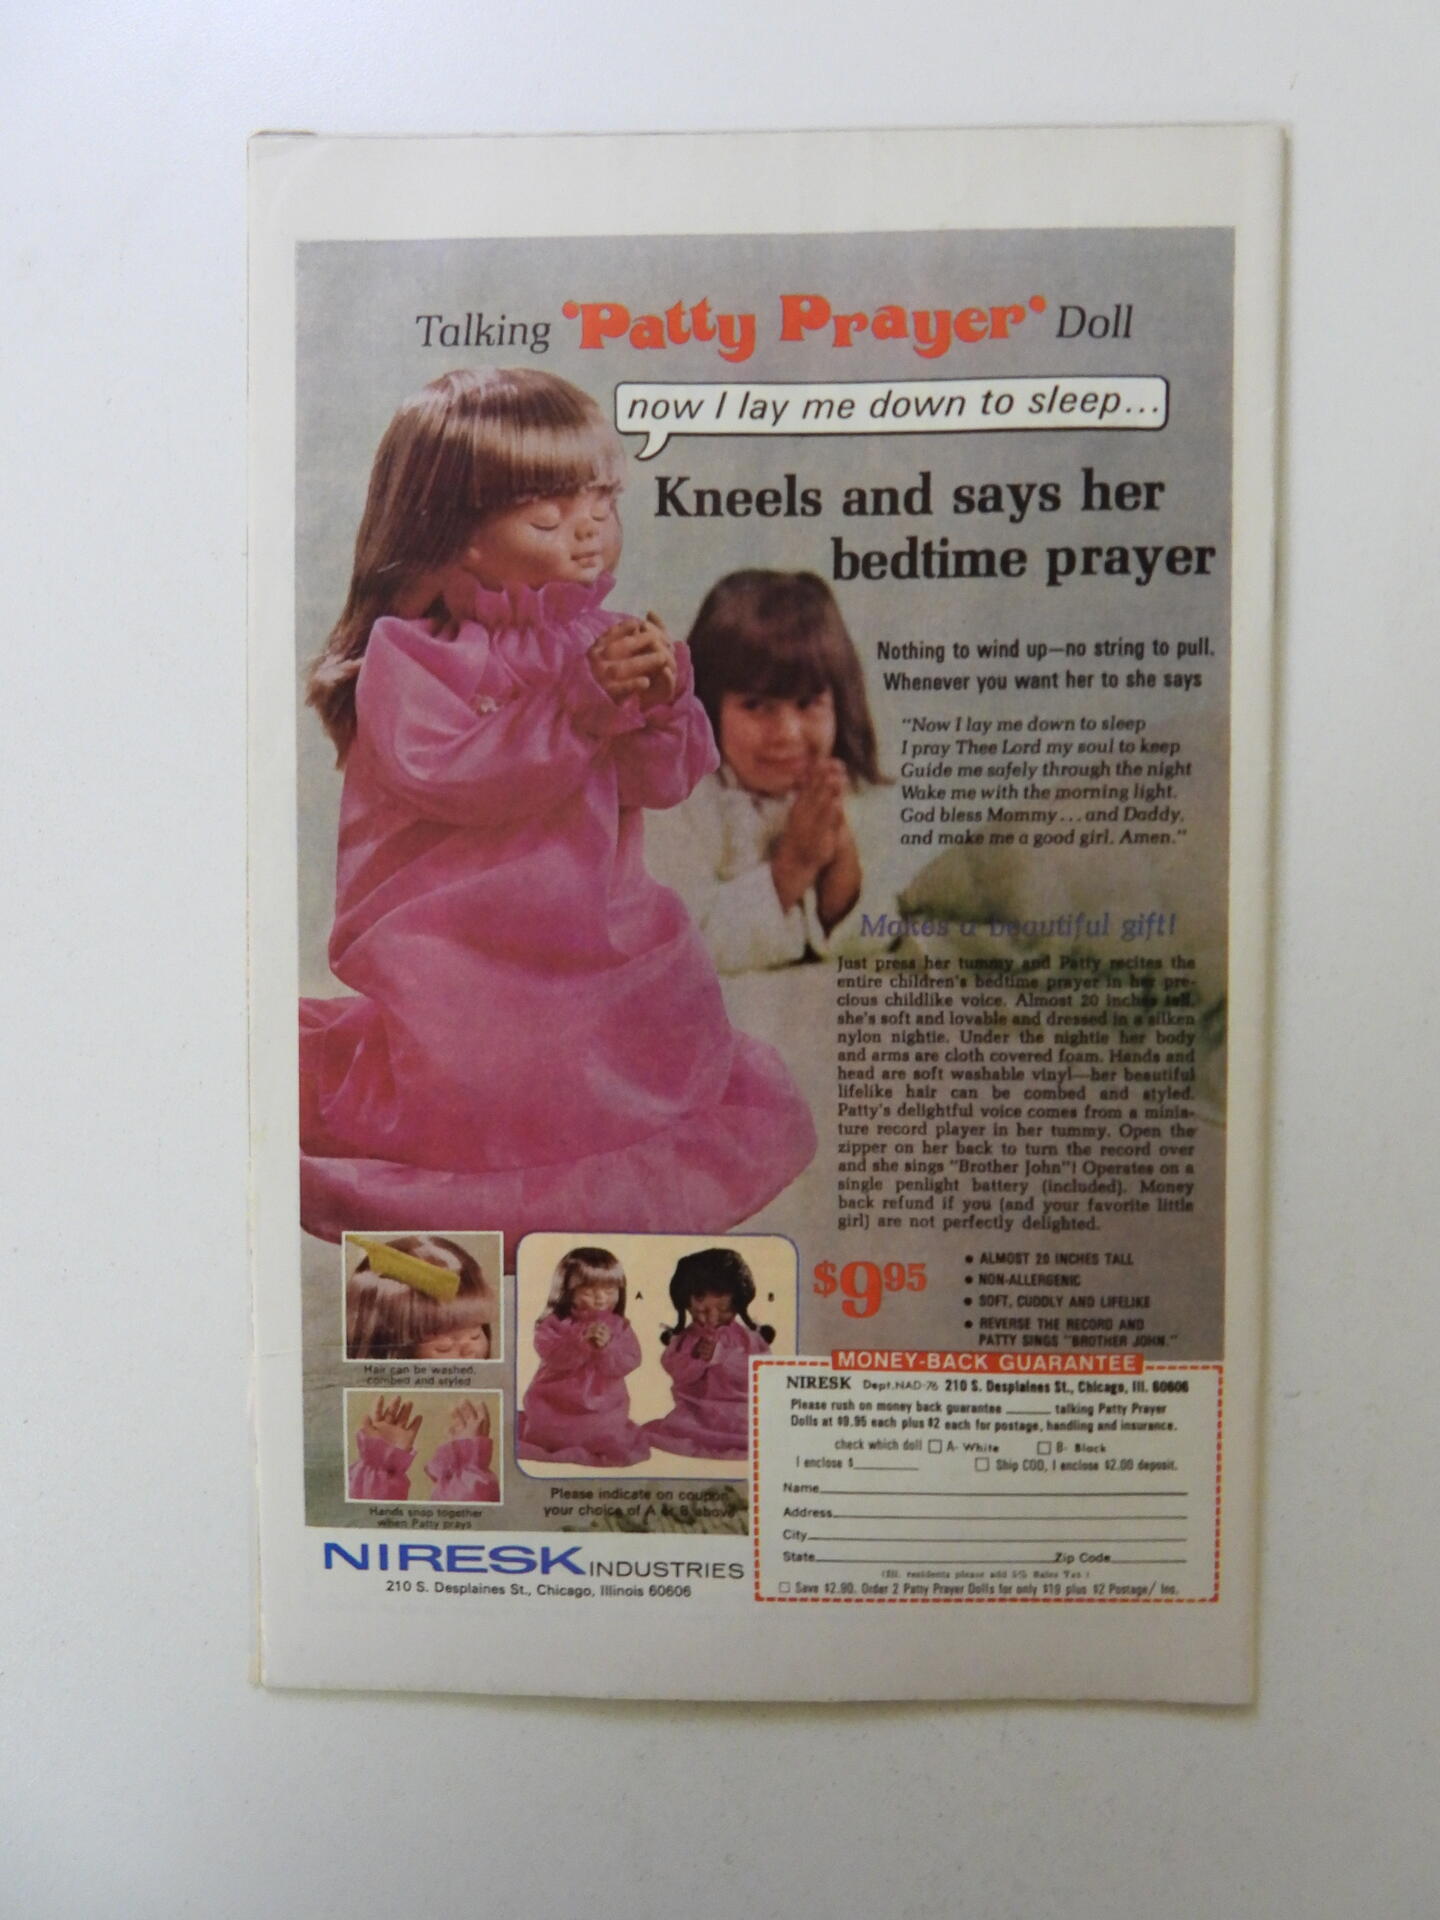 Talking 'Patty Prayer' Doll
now I lay me down to sleep...
Kneels and says her
bedtime prayer
Nothing to wind up—no string to pull.
Whenever you want her to she says
"Now I lay me down to sleep
I pray Thee Lord my soul to keep
Guide me safely through the night
Wake me with the morning light.
God bless Mommy...and Daddy,
and make me a good girl. Amen."
Makes a beautiful gift!
Just press her tummy and Patty recites the
entire children's bedtime prayer in her pre-
cious childlike voice. Almost 20 inches tall,
she's soft and lovable and dressed in a silken
nylon nightie. Under the nightie her body
and arms are cloth covered foam. Hands and
head are soft washable vinyl—her beautiful
lifelike hair can be combed and styled.
Patty's delightful voice comes from a minia-
ture record player in her tummy. Open the
zipper on her back to turn the record over
and she sings "Brother John"! Operates on a
single penlight battery (included). Money
back refund if you (and your favorite little
girl) are not perfectly delighted.
$9.95
• ALMOST 20 INCHES TALL
• NON-ALLERGENIC
• SOFT, CUDDLY AND LIFELIKE
• REVERSE THE RECORD AND
PATTY SINGS "BROTHER JOHN."
Hair can be washed,
combed and styled
Hands snap together
when Patty prays
A
B
Please indicate on coupon
your choice of A or B above
NIRESK INDUSTRIES
210 S. Desplaines St., Chicago, Illinois 60606
MONEY-BACK GUARANTEE
NIRESK Dept.NAD-76 210 S. Desplaines St., Chicago, Ill. 60606
Please rush on money back guarantee ______ talking Patty Prayer
Dolls at $9.95 each plus $2 each for postage, handling and insurance.
check which doll □ A- White □ B- Black
I enclose $________ □ Ship COD, I enclose $2.00 deposit.
Name
Address
City
State Zip Code
(Ill. residents please add 5% Sales Tax)
□ Save $2.90. Order 2 Patty Prayer Dolls for only $19 plus $2 Postage/ Ins.